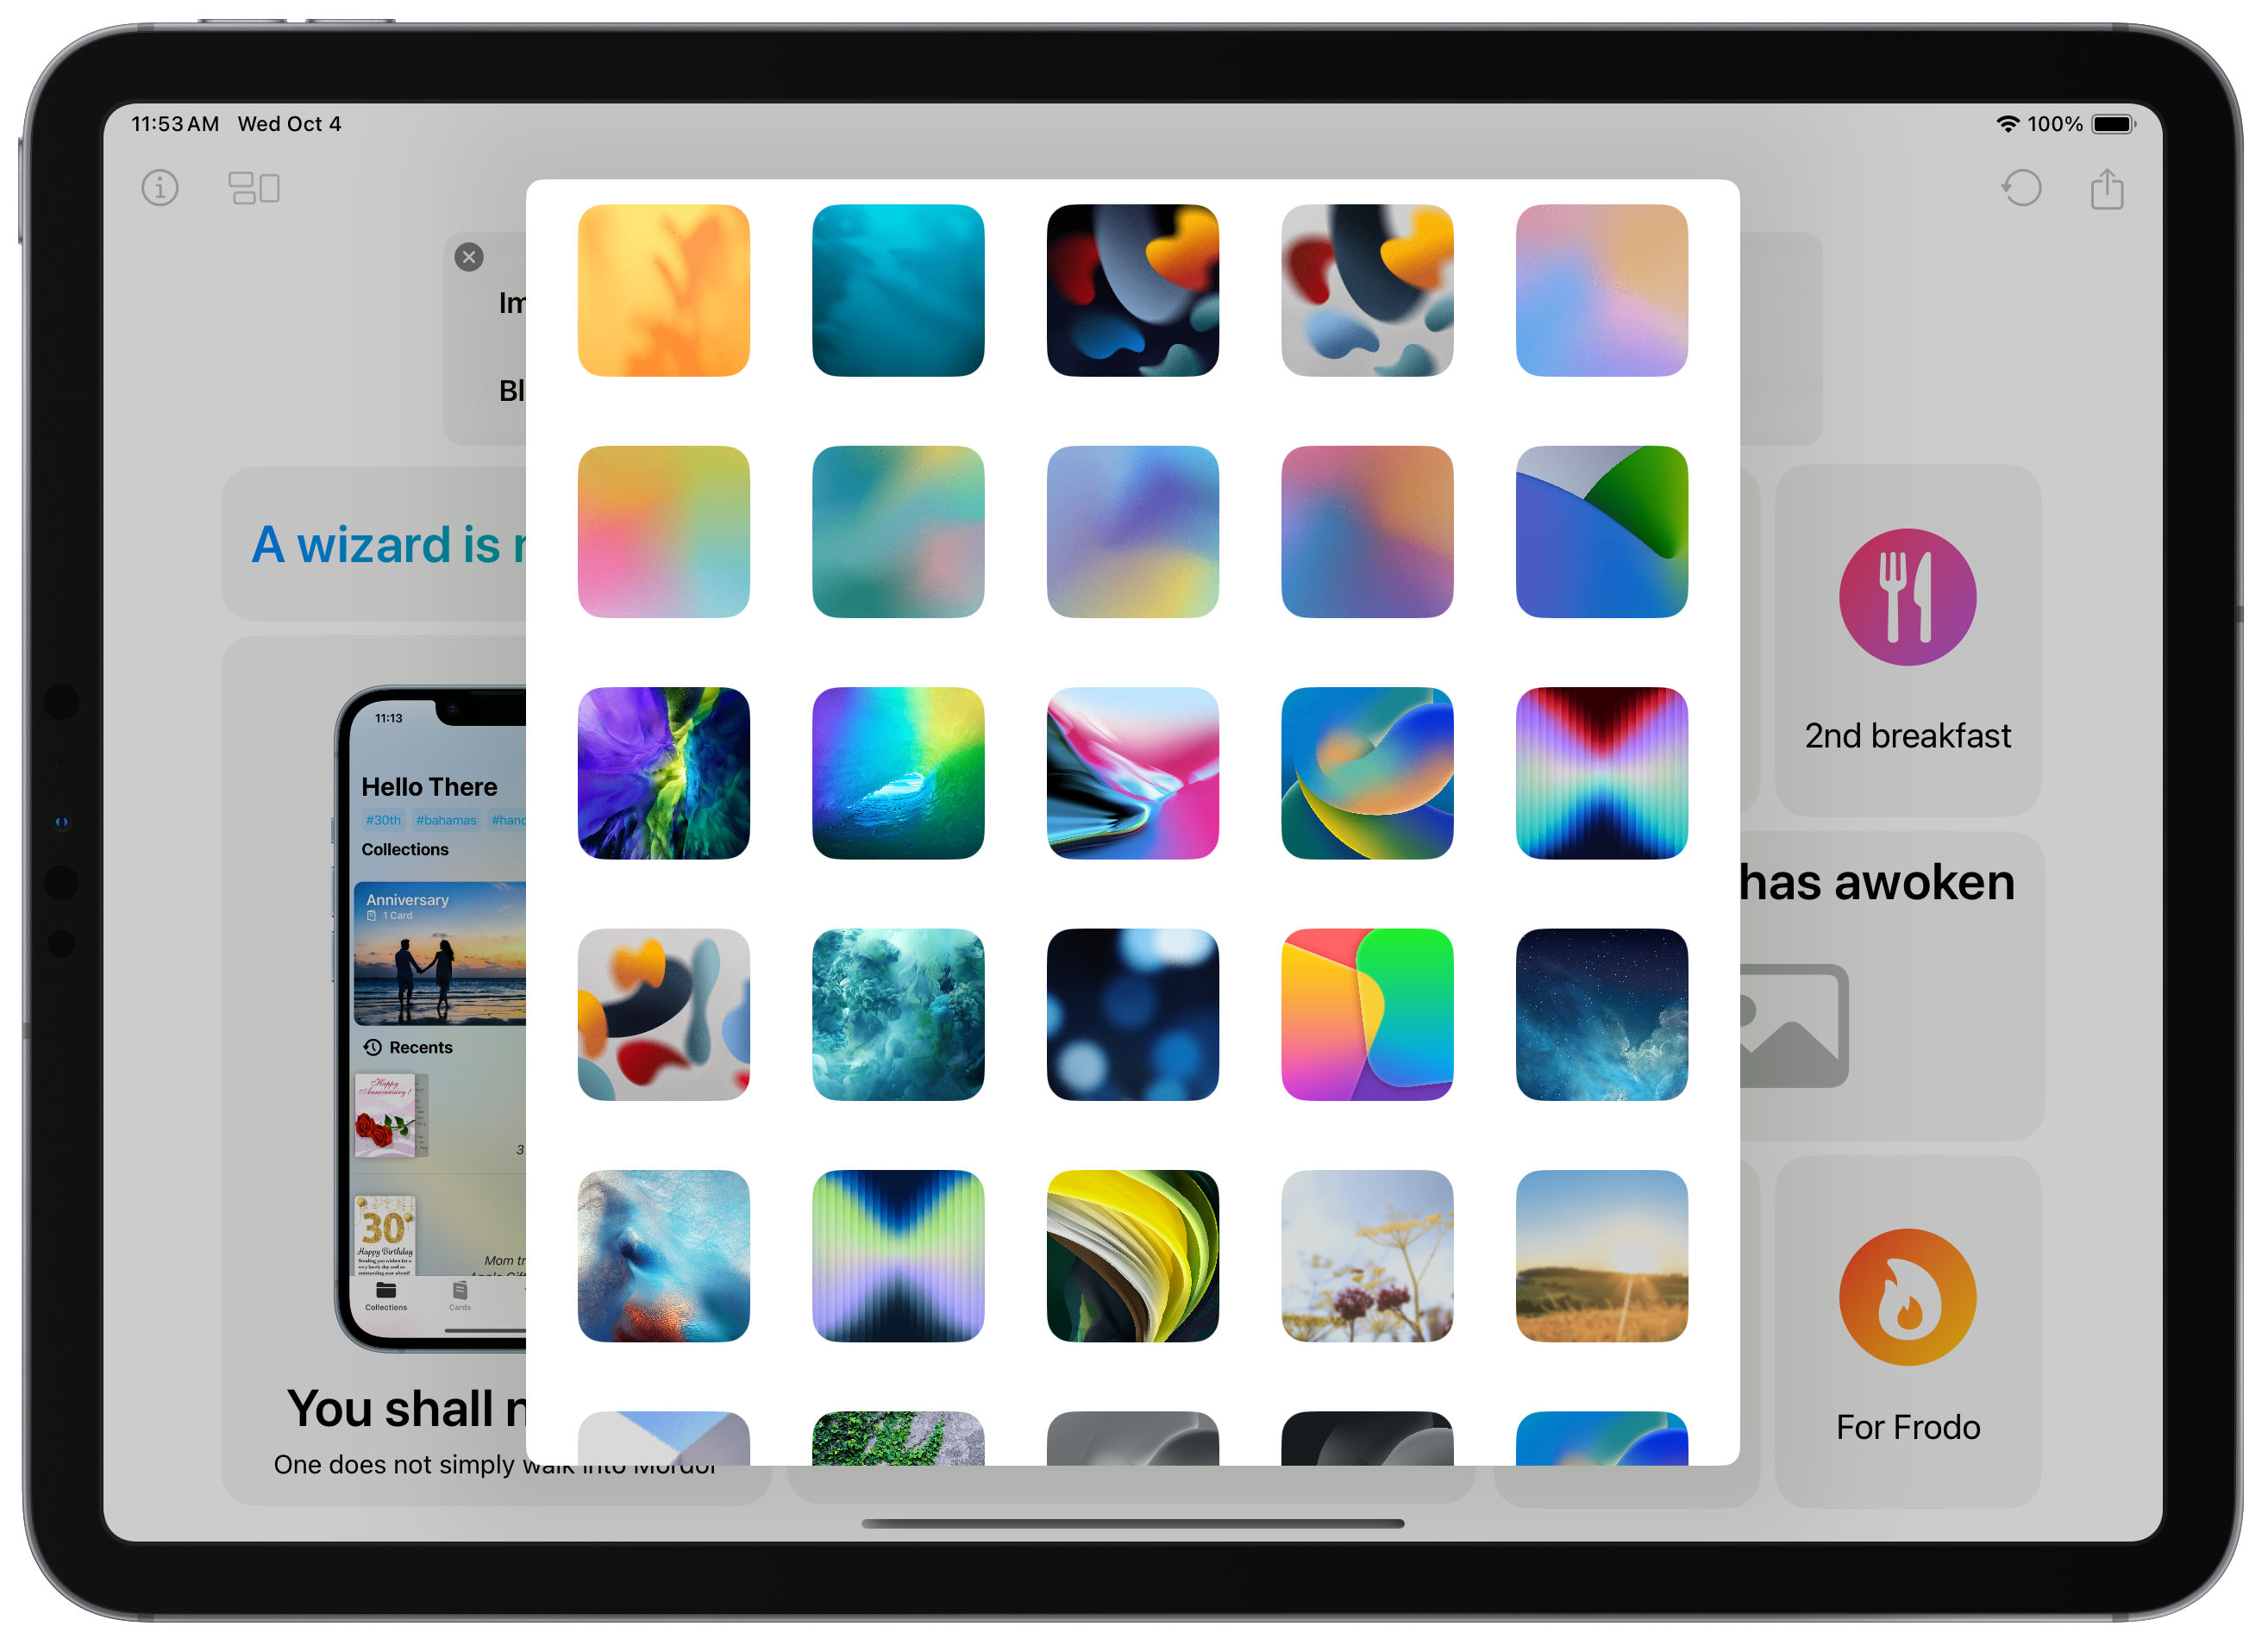 11:53 AM Wed Oct 4
100%
Im
Bl
A wizard is
2nd breakfast
11:13
Hello There
#30th #bahamas #hand
Collections
Anniversary
1 Card
has awoken
Recents
Happy
Anniversary!
3
30
Happy Birthday
Mom tr
Collections
Cards
You shall
One does not simply walk into Mordor
For Frodo